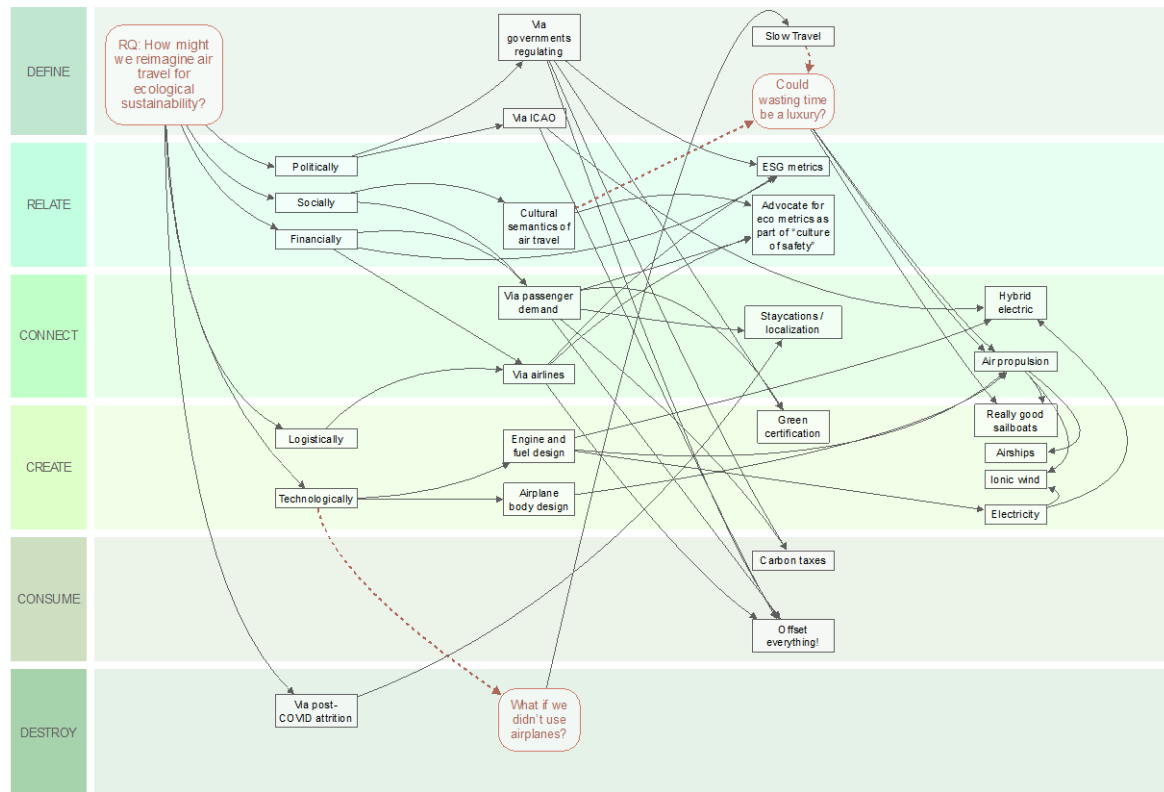 DEFINE
RQ: How might
we reimagine air
travel for
ecological
sustainability?
Via
governments
regulating
Via ICAO
Slow Travel
Could
wasting time
be a luxury?
RELATE
Politically
Socially
Financially
Cultural
semantics of
air travel
ESG metrics
Advocate for
eco metrics as
part of “culture
of safety”
CONNECT
Via passenger
demand
Via airlines
Staycations /
localization
Hybrid
electric
Air propulsion
CREATE
Logistically
Technologically
Engine and
fuel design
Airplane
body design
Green
certification
Really good
sailboats
Airships
Ionic wind
Electricity
CONSUME
Carbon taxes
Offset
everything!
DESTROY
Via post-
COVID attrition
What if we
didn’t use
airplanes?